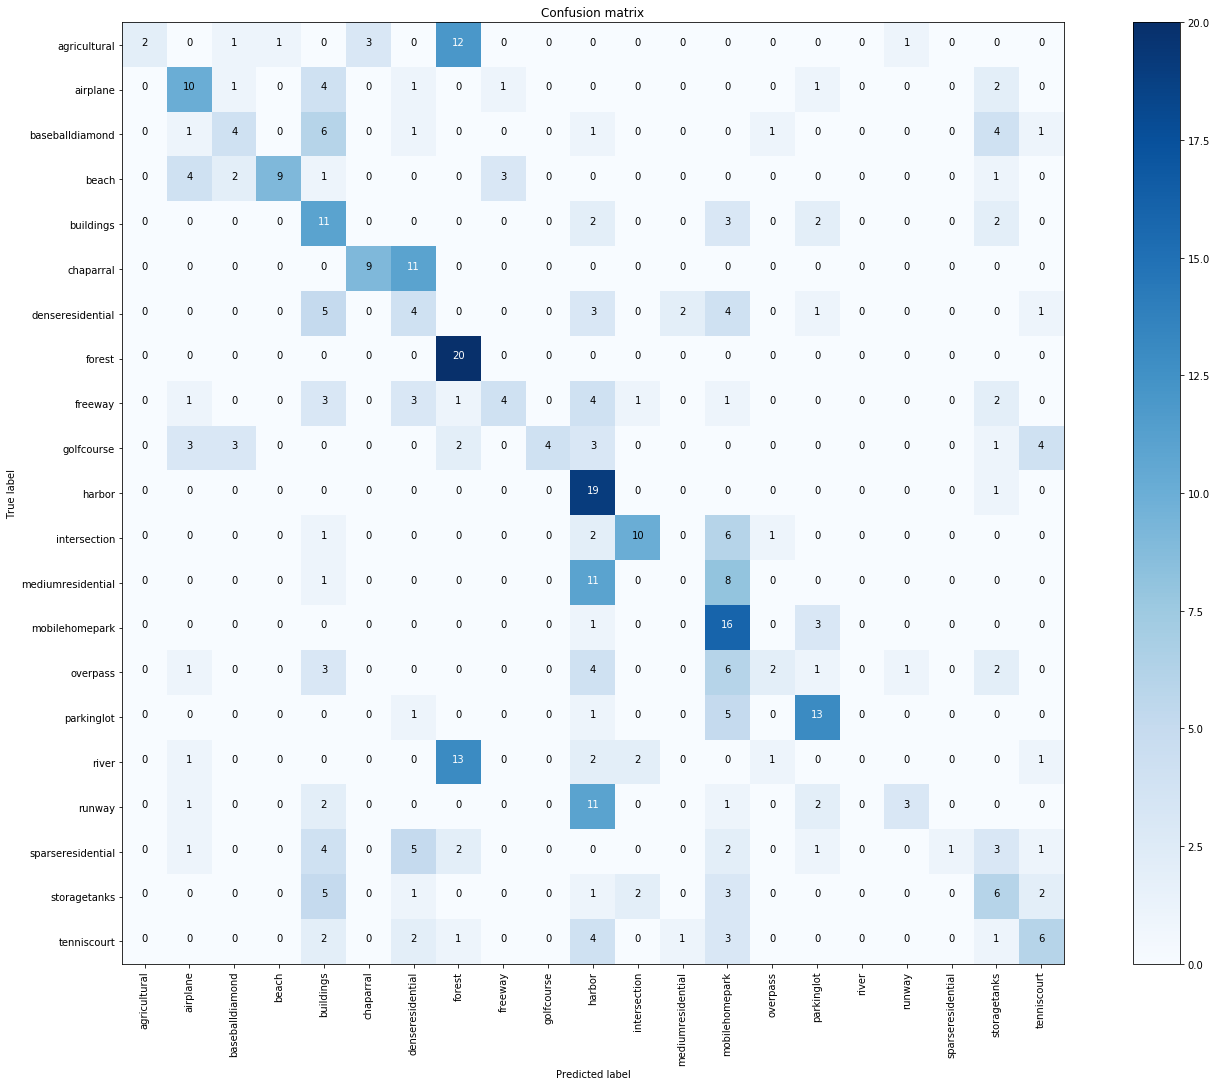 Confusion matrix
True label
agricultural 2 0 1 1 0 3 0 12 0 0 0 0 0 0 0 0 0 1 0 0 0
airplane 0 10 1 0 4 0 1 0 1 0 0 0 0 0 0 1 0 0 0 2 0
baseballdiamond 0 1 4 0 6 0 1 0 0 0 1 0 0 0 1 0 0 0 0 4 1
beach 0 4 2 9 1 0 0 0 3 0 0 0 0 0 0 0 0 0 0 1 0
buildings 0 0 0 0 11 0 0 0 0 0 2 0 0 3 0 2 0 0 0 2 0
chaparral 0 0 0 0 0 9 11 0 0 0 0 0 0 0 0 0 0 0 0 0 0
denseresidential 0 0 0 0 5 0 4 0 0 0 3 0 2 4 0 1 0 0 0 0 1
forest 0 0 0 0 0 0 0 20 0 0 0 0 0 0 0 0 0 0 0 0 0
freeway 0 1 0 0 3 0 3 1 4 0 4 1 0 1 0 0 0 0 0 2 0
golfcourse 0 3 3 0 0 0 0 2 0 4 3 0 0 0 0 0 0 0 0 1 4
harbor 0 0 0 0 0 0 0 0 0 0 19 0 0 0 0 0 0 0 0 1 0
intersection 0 0 0 0 1 0 0 0 0 0 2 10 0 6 1 0 0 0 0 0 0
mediumresidential 0 0 0 0 1 0 0 0 0 0 11 0 0 8 0 0 0 0 0 0 0
mobilehomepark 0 0 0 0 0 0 0 0 0 0 1 0 0 16 0 3 0 0 0 0 0
overpass 0 1 0 0 3 0 0 0 0 0 4 0 0 6 2 1 0 1 0 2 0
parkinglot 0 0 0 0 0 0 1 0 0 0 1 0 0 5 0 13 0 0 0 0 0
river 0 1 0 0 0 0 0 13 0 0 2 2 0 0 1 0 0 0 0 0 1
runway 0 1 0 0 2 0 0 0 0 0 11 0 0 1 0 2 0 3 0 0 0
sparseresidential 0 1 0 0 4 0 5 2 0 0 0 0 0 2 0 1 0 0 1 3 1
storagetanks 0 0 0 0 5 0 1 0 0 0 1 2 0 3 0 0 0 0 0 6 2
tenniscourt 0 0 0 0 2 0 2 1 0 0 4 0 1 3 0 0 0 0 0 1 6
agricultural
airplane
baseballdiamond
beach
buildings
chaparral
denseresidential
forest
freeway
golfcourse
harbor
intersection
mediumresidential
mobilehomepark
overpass
parkinglot
river
runway
sparseresidential
storagetanks
tenniscourt
Predicted label
20.0
17.5
15.0
12.5
10.0
7.5
5.0
2.5
0.0